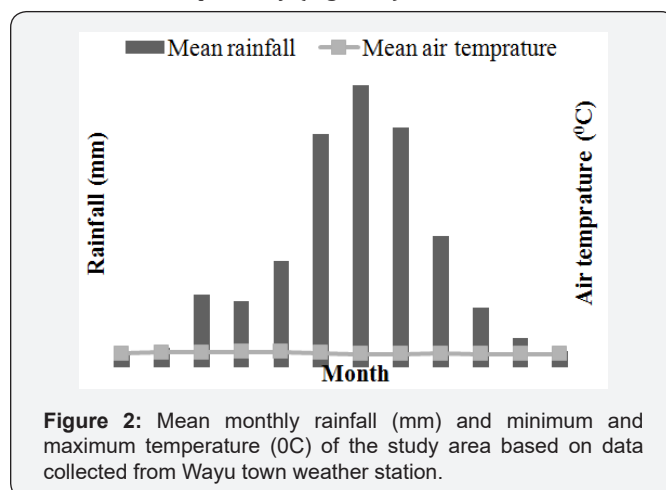 Mean rainfall Mean air temprature
Rainfall (mm)
Air temprature (⁰C)
Month
Figure 2: Mean monthly rainfall (mm) and minimum and
maximum temperature (0C) of the study area based on data
collected from Wayu town weather station.